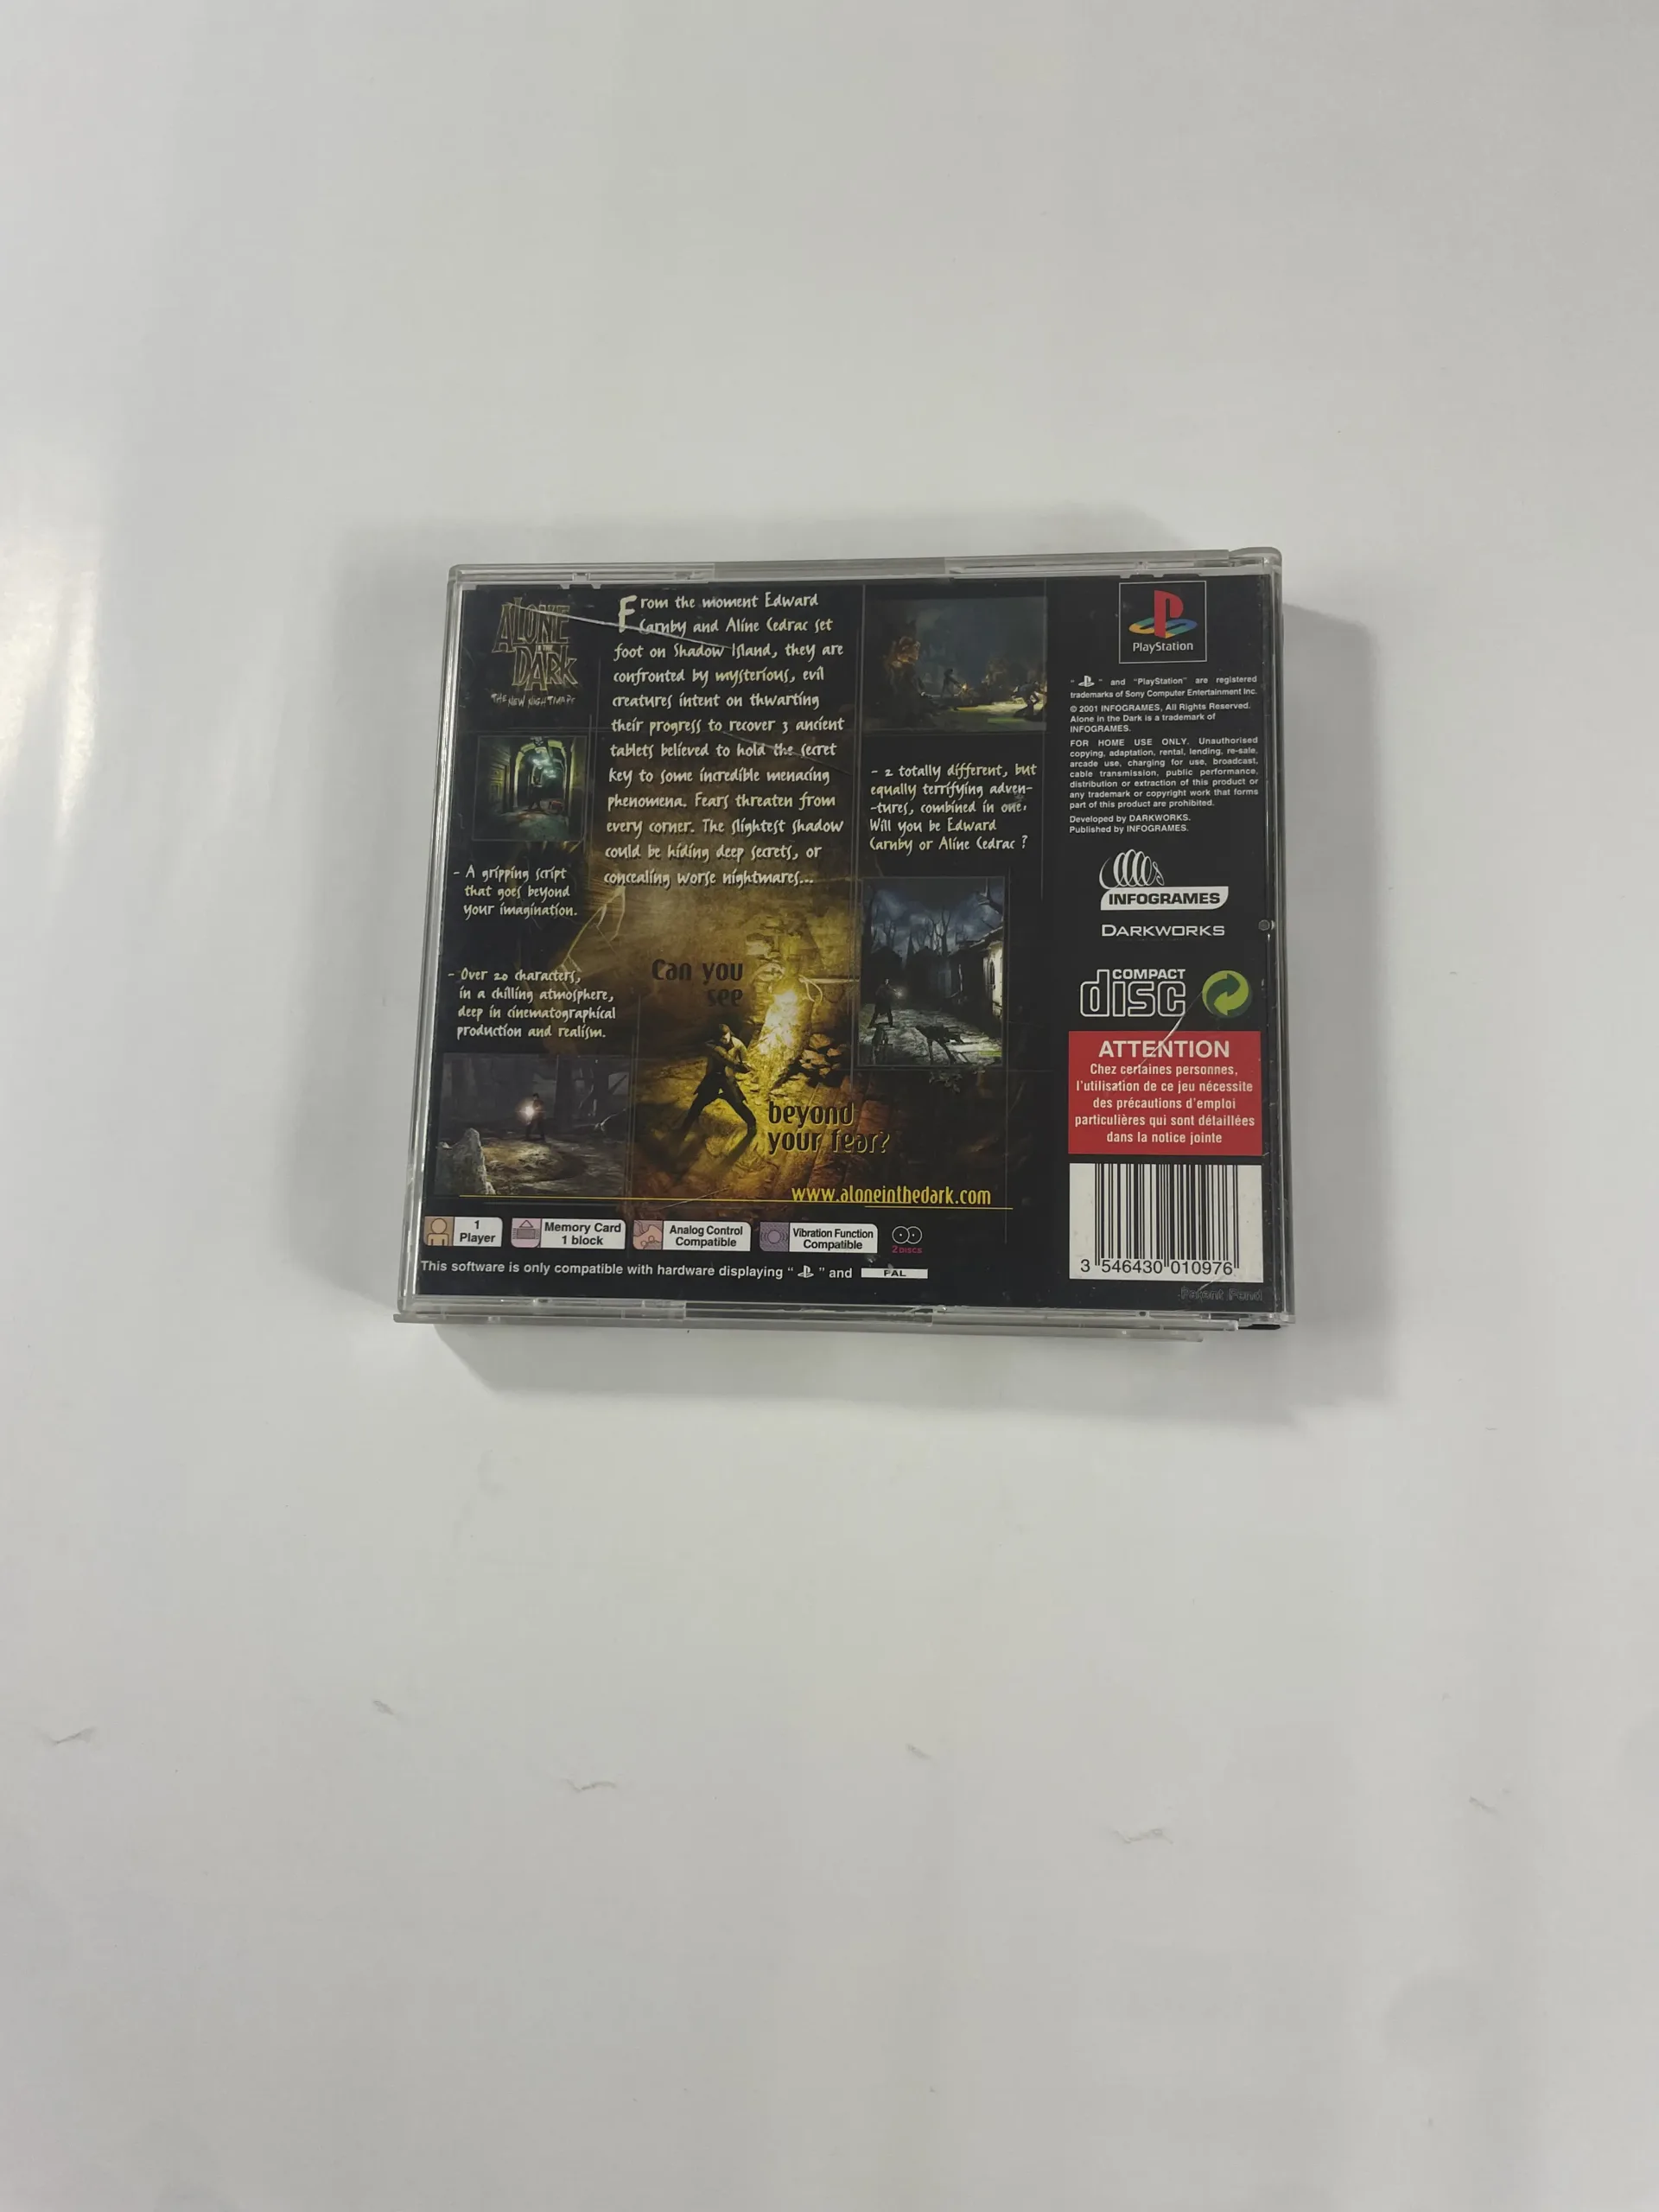 ALONE
IN THE
DARK
THE NEW NIGHTMARE
From the moment Edward
Carnby and Aline Cedrac set
foot on Shadow Island, they are
confronted by mysterious, evil
creatures intent on thwarting
their progress to recover 3 ancient
tablets believed to hold the secret
key to some incredible menacing
phenomena. Fears threaten from
every corner. The slightest shadow
could be hiding deep secrets, or
concealing worse nightmares...
- A gripping script
that goes beyond
your imagination.
- Over 20 characters,
in a chilling atmosphere,
deep in cinematographical
production and realism.
- 2 totally different, but
equally terrifying adven-
-tures, combined in one.
Will you be Edward
Carnby or Aline Cedrac ?
Can you
see
beyond
your fear?
www.aloneinthedark.com
1
Player
Memory Card
1 block
Analog Control
Compatible
Vibration Function
Compatible
2 DISCS
This software is only compatible with hardware displaying " " and PAL
PlayStation
" " and "PlayStation" are registered
trademarks of Sony Computer Entertainment Inc.
© 2001 INFOGRAMES, All Rights Reserved.
Alone in the Dark is a trademark of
INFOGRAMES.
FOR HOME USE ONLY. Unauthorised
copying, adaptation, rental, lending, re-sale,
arcade use, charging for use, broadcast,
cable transmission, public performance,
distribution or extraction of this product or
any trademark or copyright work that forms
part of this product are prohibited.
Developed by DARKWORKS.
Published by INFOGRAMES.
INFOGRAMES
DARKWORKS
COMPACT
disc
ATTENTION
Chez certaines personnes,
l'utilisation de ce jeu nécessite
des précautions d'emploi
particulières qui sont détaillées
dans la notice jointe
3 546430 010976
Patent Pend